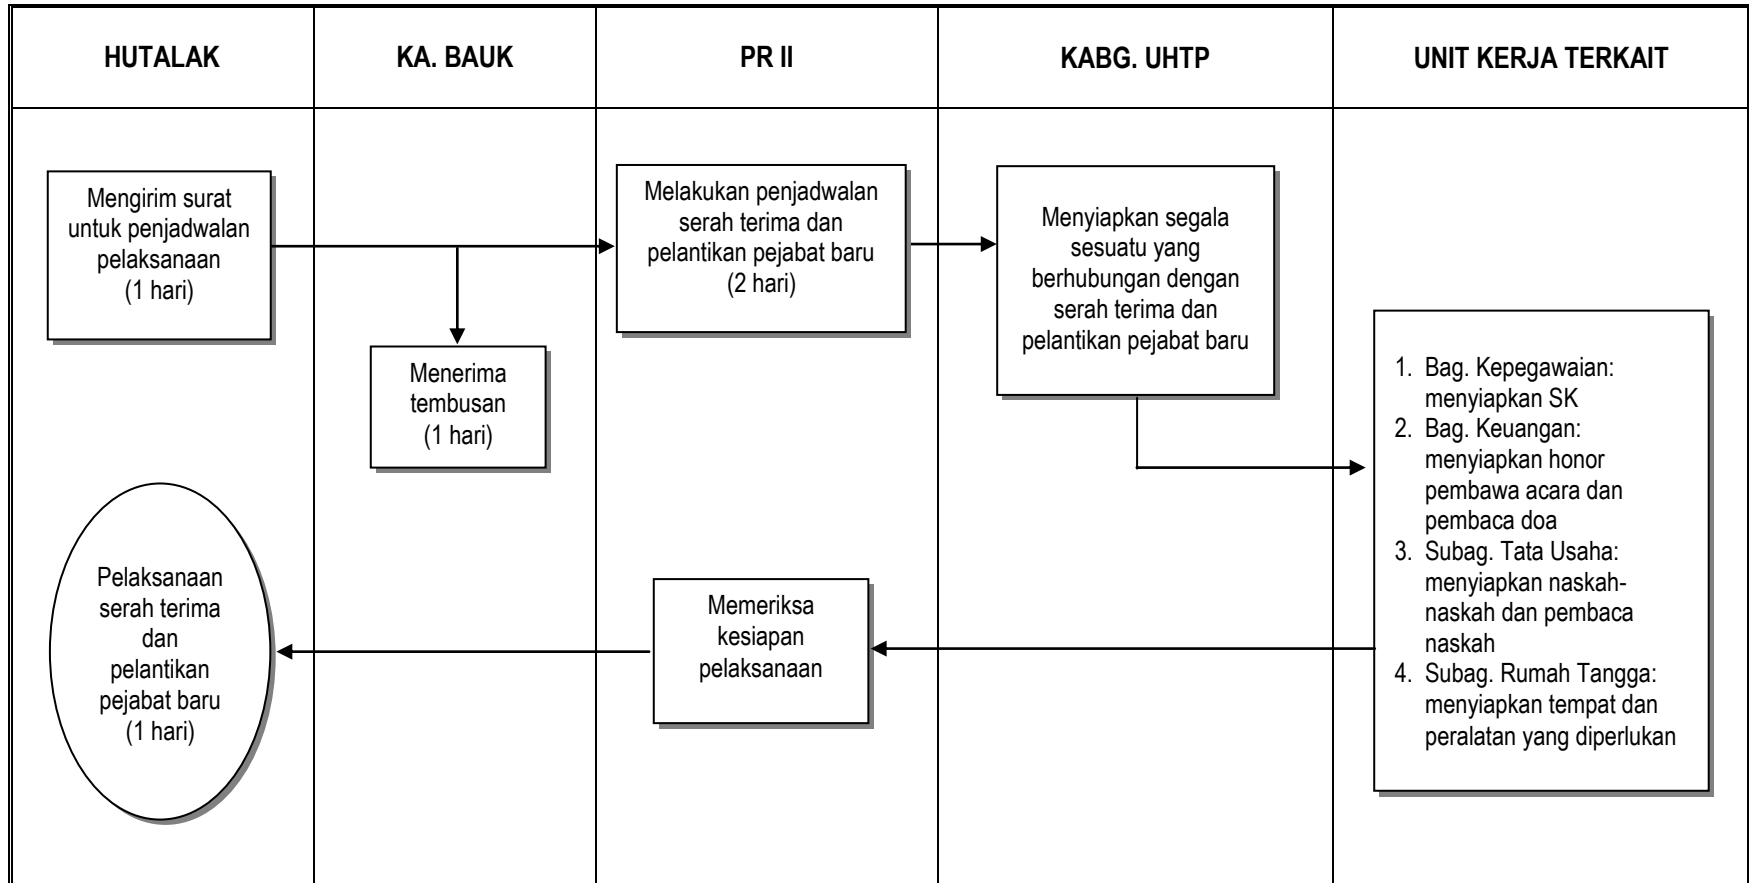 HUTALAK
KA. BAUK
PR II
KABG. UHTP
UNIT KERJA TERKAIT
Mengirim surat
untuk penjadwalan
pelaksanaan
(1 hari)
Menerima
tembusan
(1 hari)
Melakukan penjadwalan
serah terima dan
pelantikan pejabat baru
(2 hari)
Menyiapkan segala
sesuatu yang
berhubungan dengan
serah terima dan
pelantikan pejabat baru
1. Bag. Kepegawaian:
menyiapkan SK
2. Bag. Keuangan:
menyiapkan honor
pembawa acara dan
pembaca doa
3. Subag. Tata Usaha:
menyiapkan naskah-
naskah dan pembaca
naskah
4. Subag. Rumah Tangga:
menyiapkan tempat dan
peralatan yang diperlukan
Memeriksa
kesiapan
pelaksanaan
Pelaksanaan
serah terima
dan
pelantikan
pejabat baru
(1 hari)